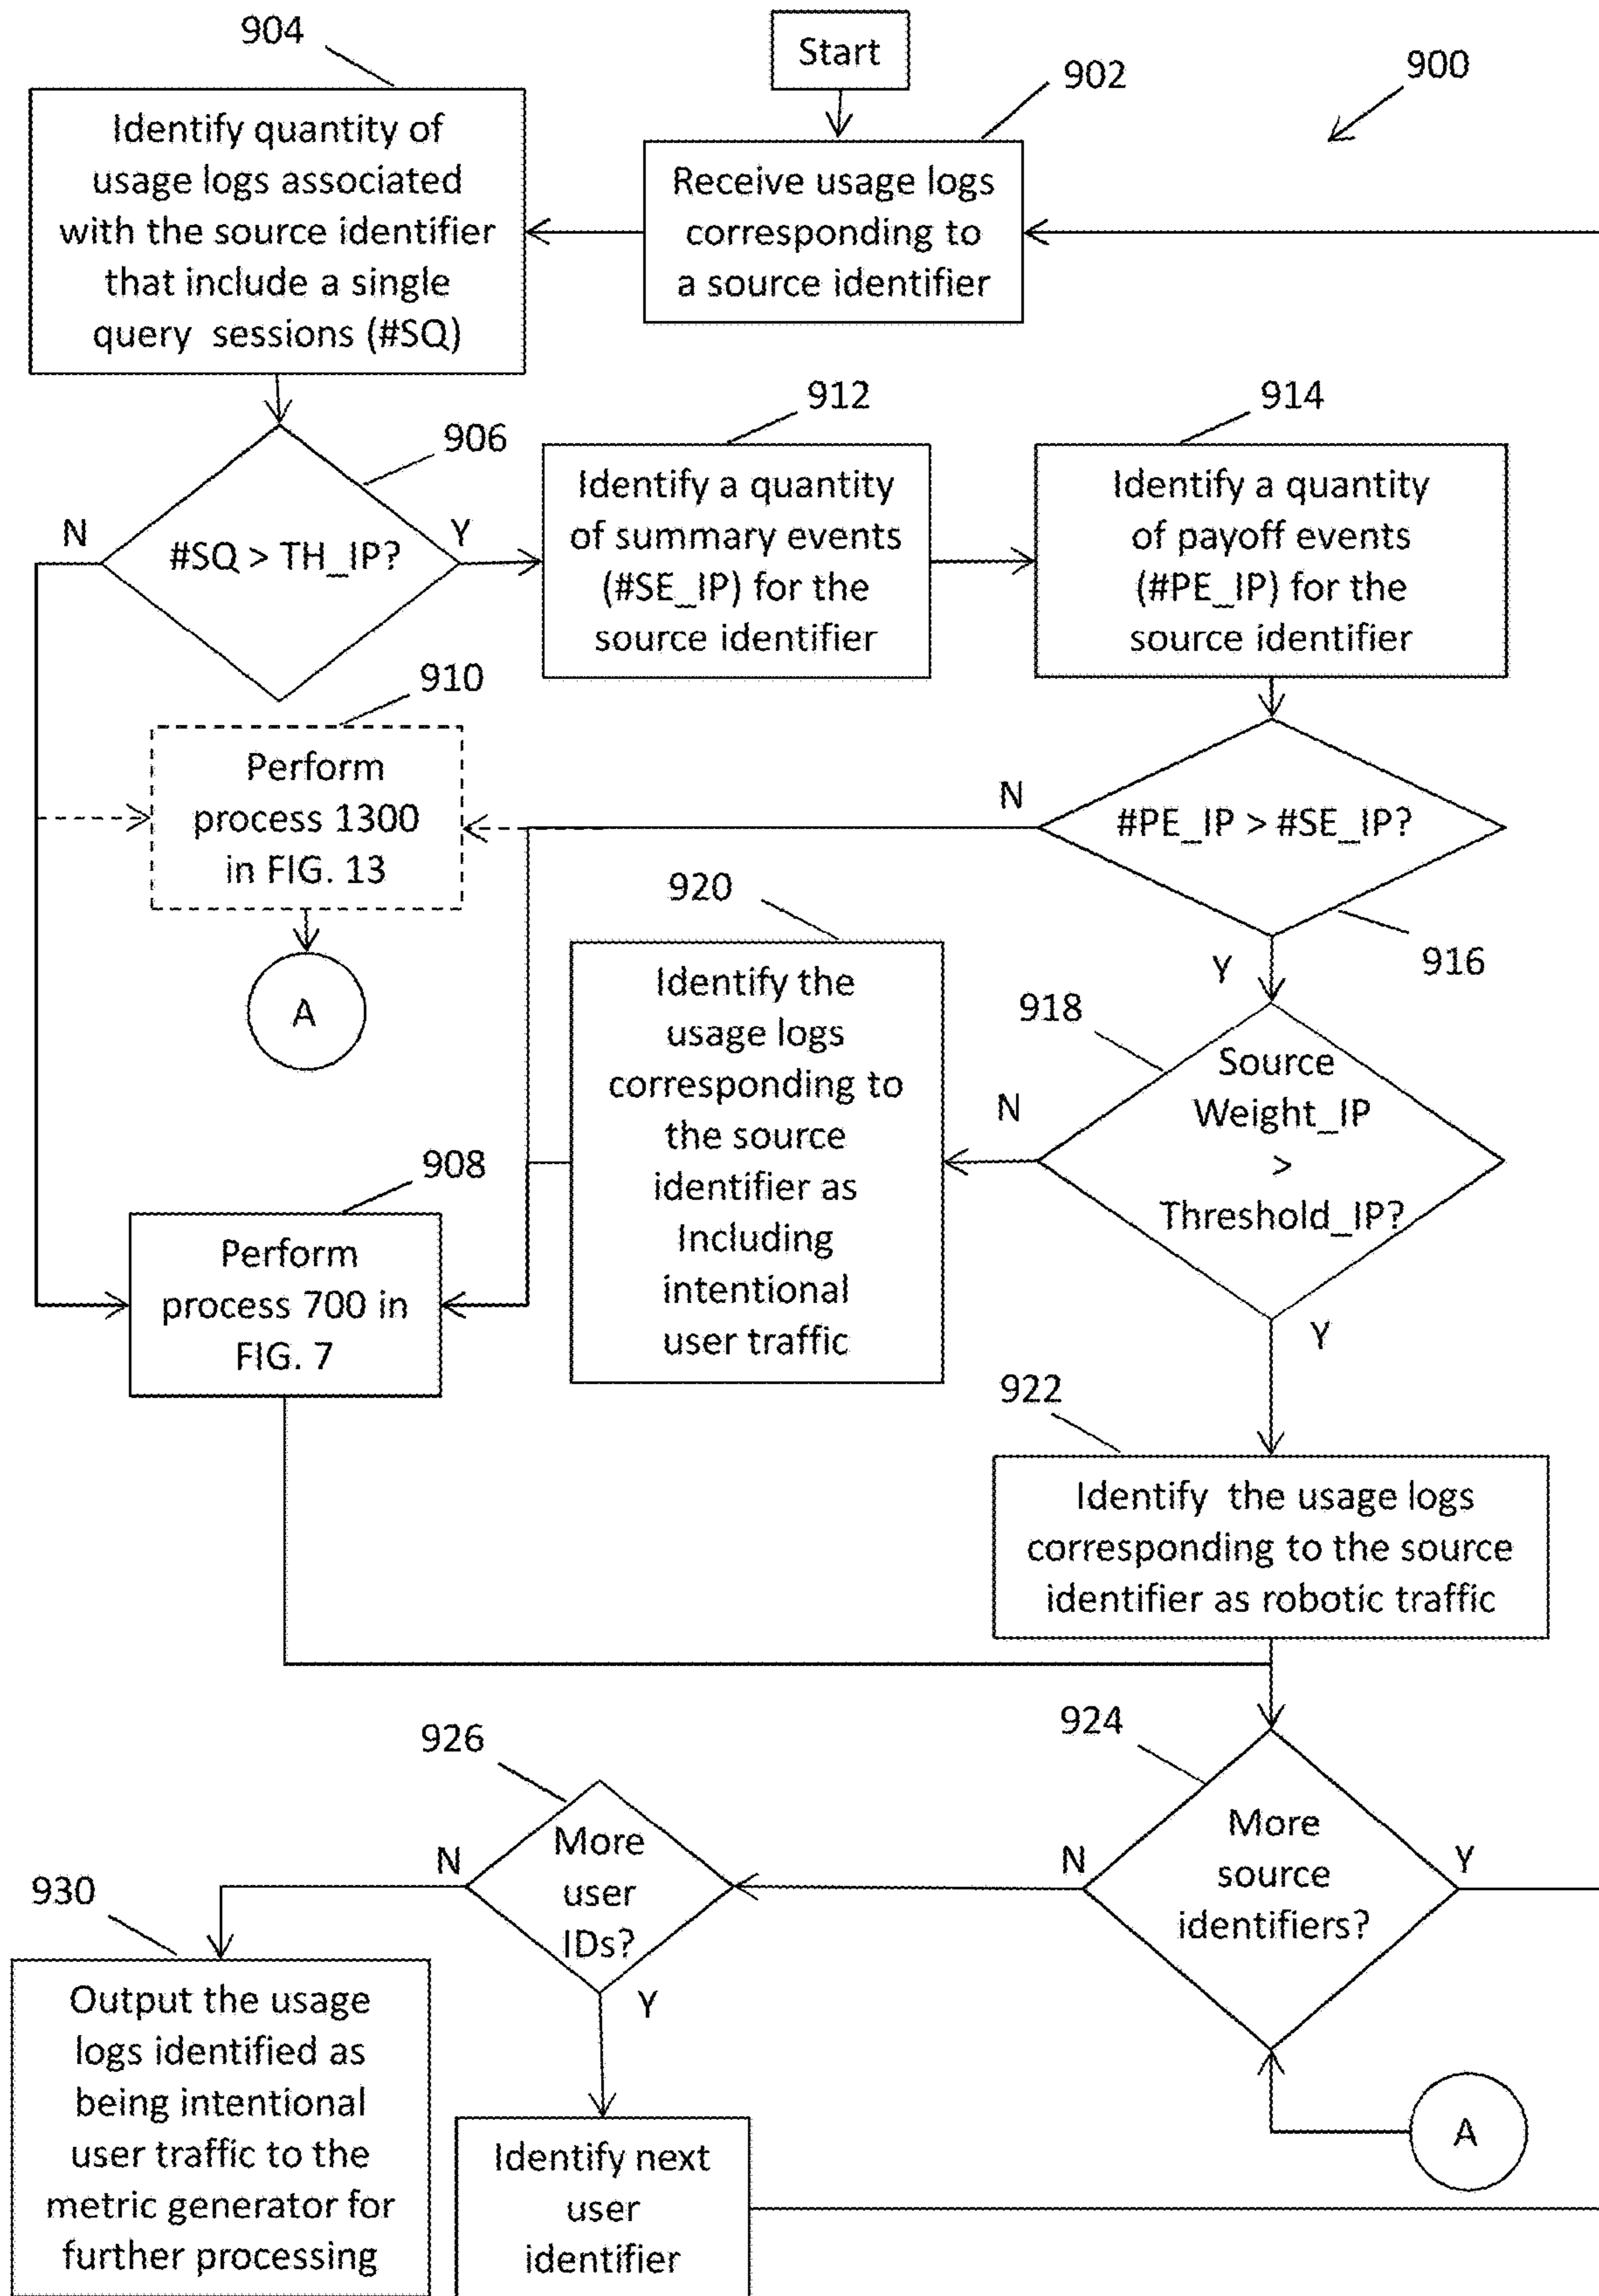 904
Start
902
900
Identify quantity of
usage logs associated
with the source identifier
that include a single
query sessions (#SQ)
Receive usage logs
corresponding to
a source identifier
906
912
914
N
#SQ > TH_IP?
Y
Identify a quantity
of summary events
(#SE_IP) for the
source identifier
Identify a quantity
of payoff events
(#PE_IP) for the
source identifier
910
Perform
process 1300
in FIG. 13
A
N
#PE_IP > #SE_IP?
916
Y
920
Identify the
usage logs
corresponding to
the source
identifier as
Including
intentional
user traffic
918
N
Source
Weight_IP
>
Threshold_IP?
Y
908
Perform
process 700 in
FIG. 7
922
Identify the usage logs
corresponding to the source
identifier as robotic traffic
926
924
N
More
user
IDs?
Y
N
More
source
identifiers?
Y
930
Output the usage
logs identified as
being intentional
user traffic to the
metric generator for
further processing
Identify next
user
identifier
A